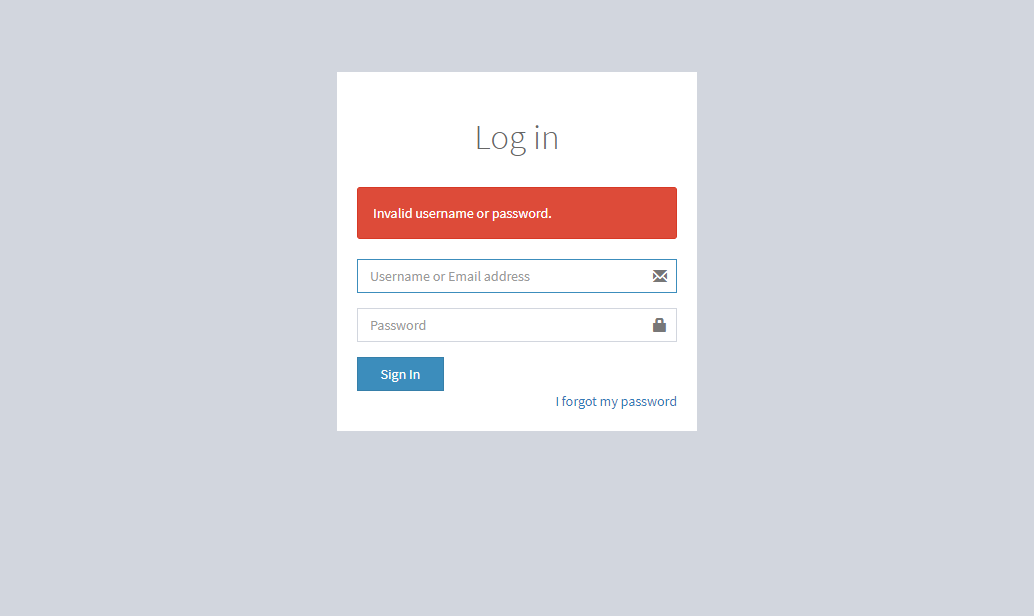 Log in
Invalid username or password.
Username or Email address
Password
Sign In
I forgot my password